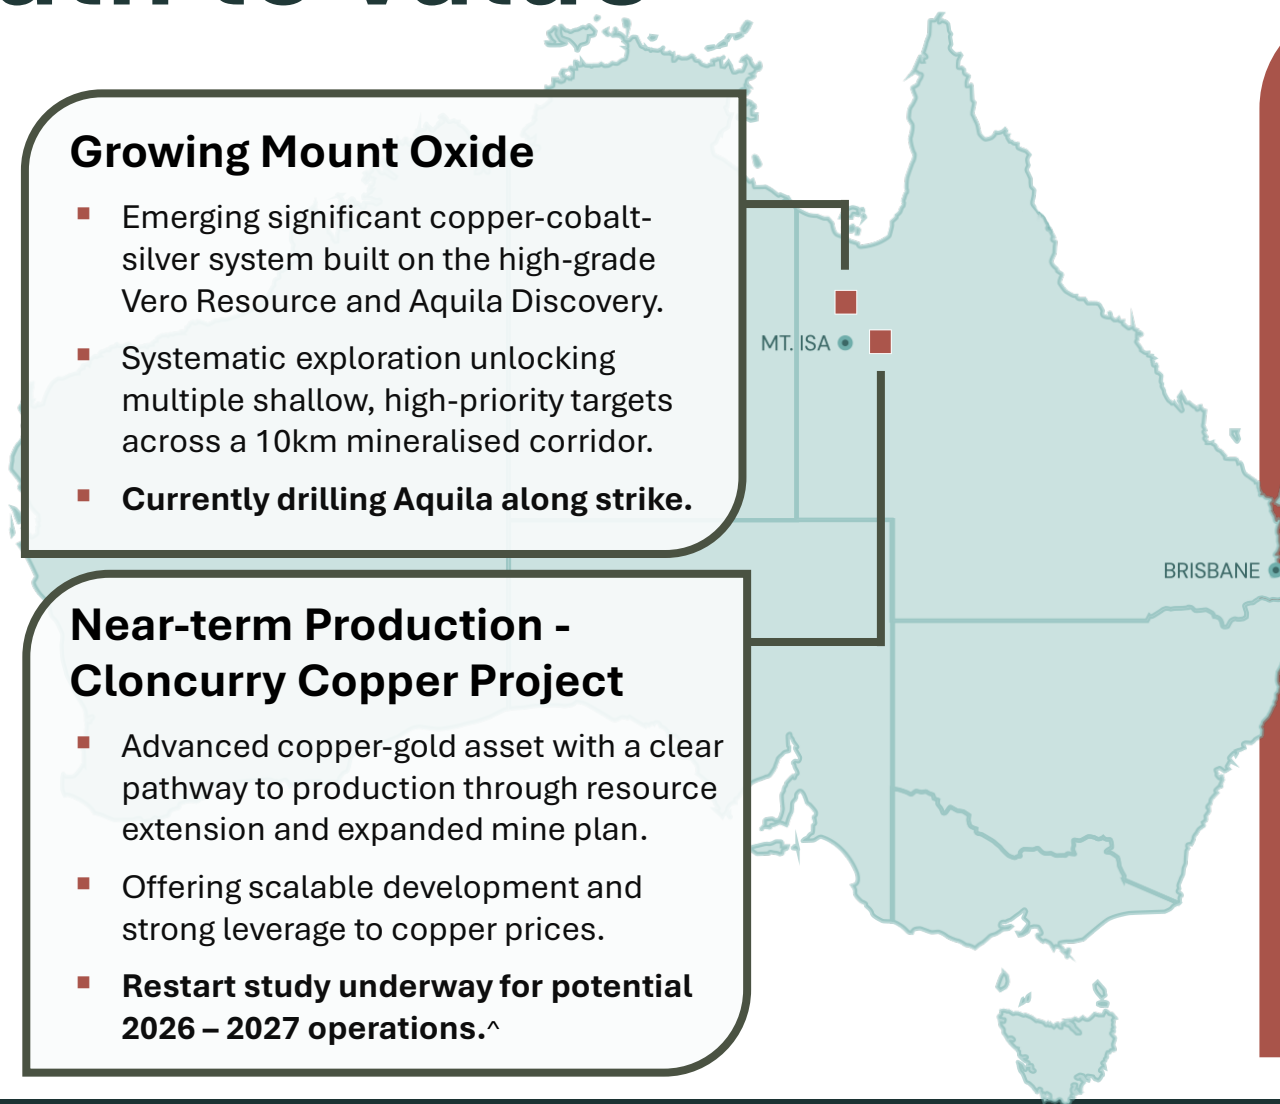 Growing Mount Oxide
▪ Emerging significant copper-cobalt-
silver system built on the high-grade
Vero Resource and Aquila Discovery.
▪ Systematic exploration unlocking
multiple shallow, high-priority targets
across a 10km mineralised corridor.
▪ Currently drilling Aquila along strike.
MT. ISA
BRISBANE
Near-term Production -
Cloncurry Copper Project
▪ Advanced copper-gold asset with a clear
pathway to production through resource
extension and expanded mine plan.
▪ Offering scalable development and
strong leverage to copper prices.
▪ Restart study underway for potential
2026 – 2027 operations.^